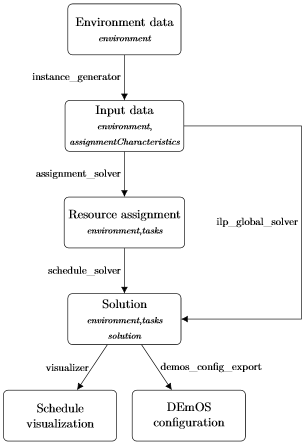 Environment data
environment
instance_generator
Input data
environment,
assignmentCharacteristics
assignment_solver
Resource assignment
environment,tasks
ilp_global_solver
schedule_solver
Solution
environment,tasks
solution
visualizer
demos_config_export
Schedule
visualization
DEmOS
configuration